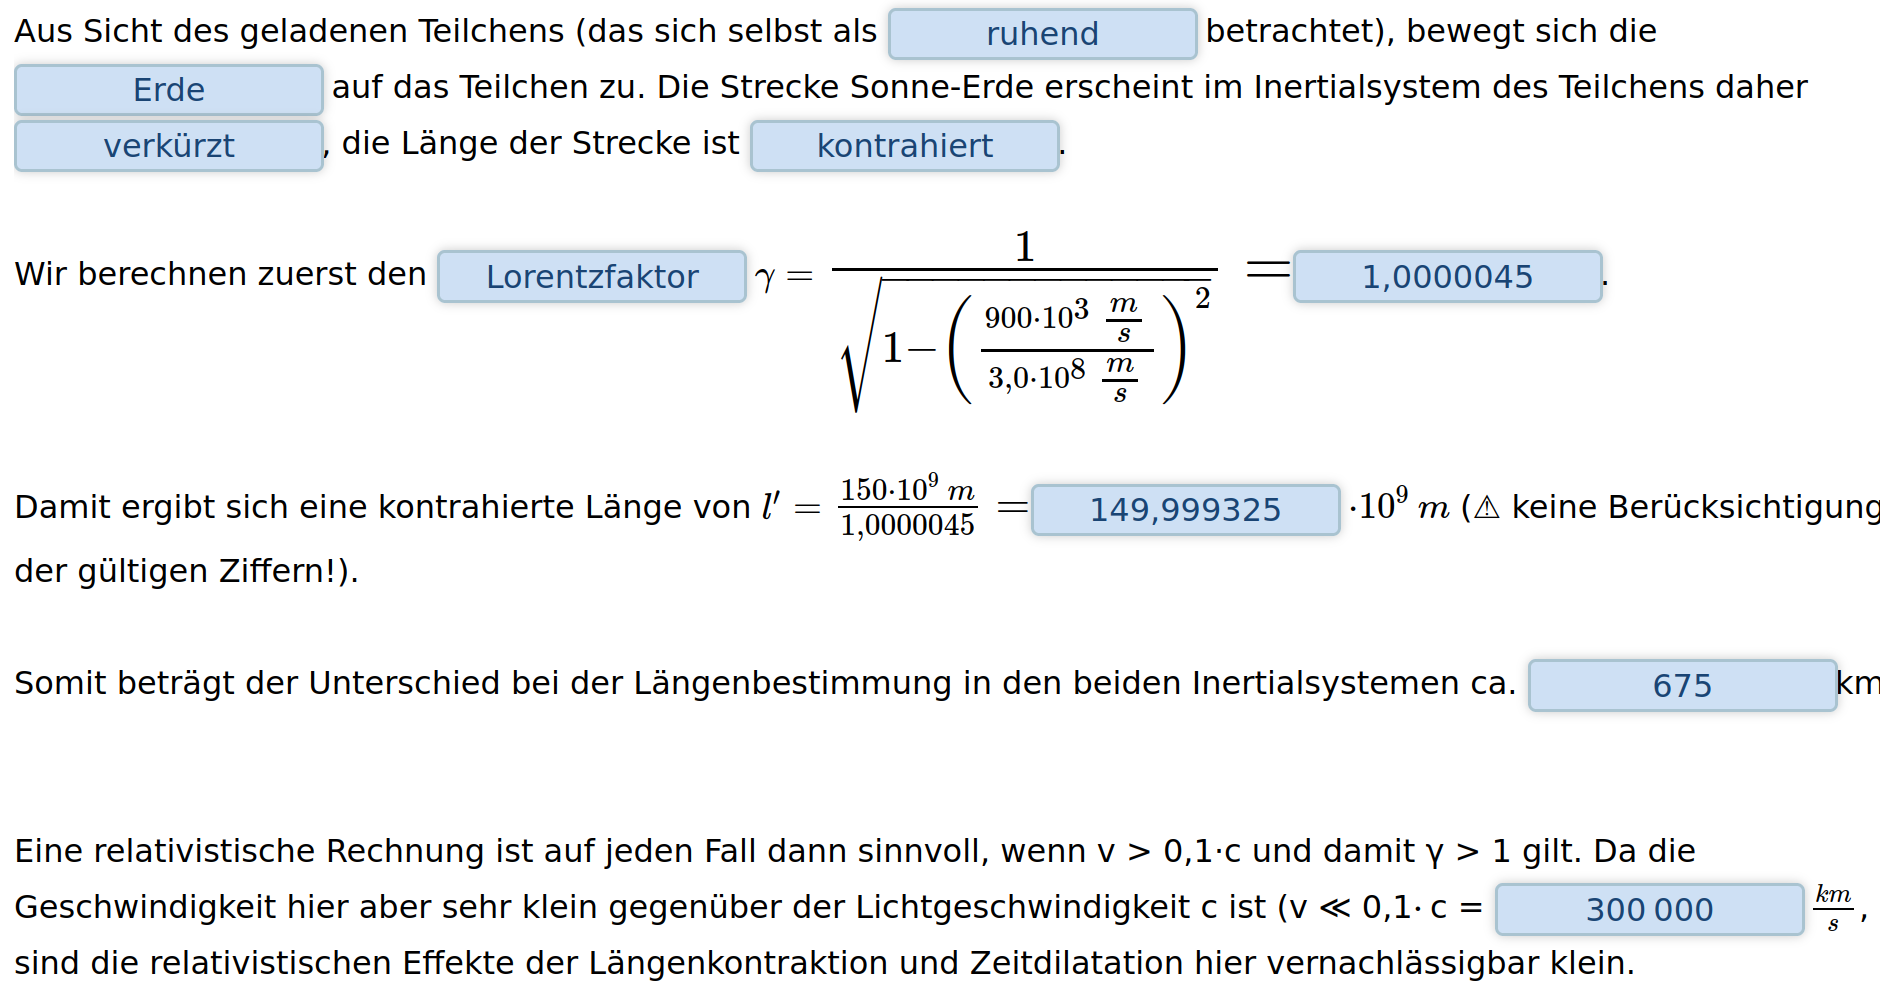 Aus Sicht des geladenen Teilchens (das sich selbst als ruhend betrachtet), bewegt sich die
Erde auf das Teilchen zu. Die Strecke Sonne-Erde erscheint im Inertialsystem des Teilchens daher
verkürzt, die Länge der Strecke ist kontrahiert.
Wir berechnen zuerst den Lorentzfaktor $\gamma = \frac{1}{\sqrt{1-\left(\frac{900\cdot10^3\ \frac{m}{s}}{3,0\cdot10^8\ \frac{m}{s}}\right)^2}} =$ 1,0000045.
Damit ergibt sich eine kontrahierte Länge von $l' = \frac{150\cdot10^9\ m}{1,0000045} =$ 149,999325 $\cdot10^9\ m$ (⚠ keine Berücksichtigung
der gültigen Ziffern!).
Somit beträgt der Unterschied bei der Längenbestimmung in den beiden Inertialsystemen ca. 675 km
Eine relativistische Rechnung ist auf jeden Fall dann sinnvoll, wenn v > 0,1·c und damit γ > 1 gilt. Da die
Geschwindigkeit hier aber sehr klein gegenüber der Lichtgeschwindigkeit c ist (v ≪ 0,1· c = 300 000 $\frac{km}{s}$,
sind die relativistischen Effekte der Längenkontraktion und Zeitdilatation hier vernachlässigbar klein.